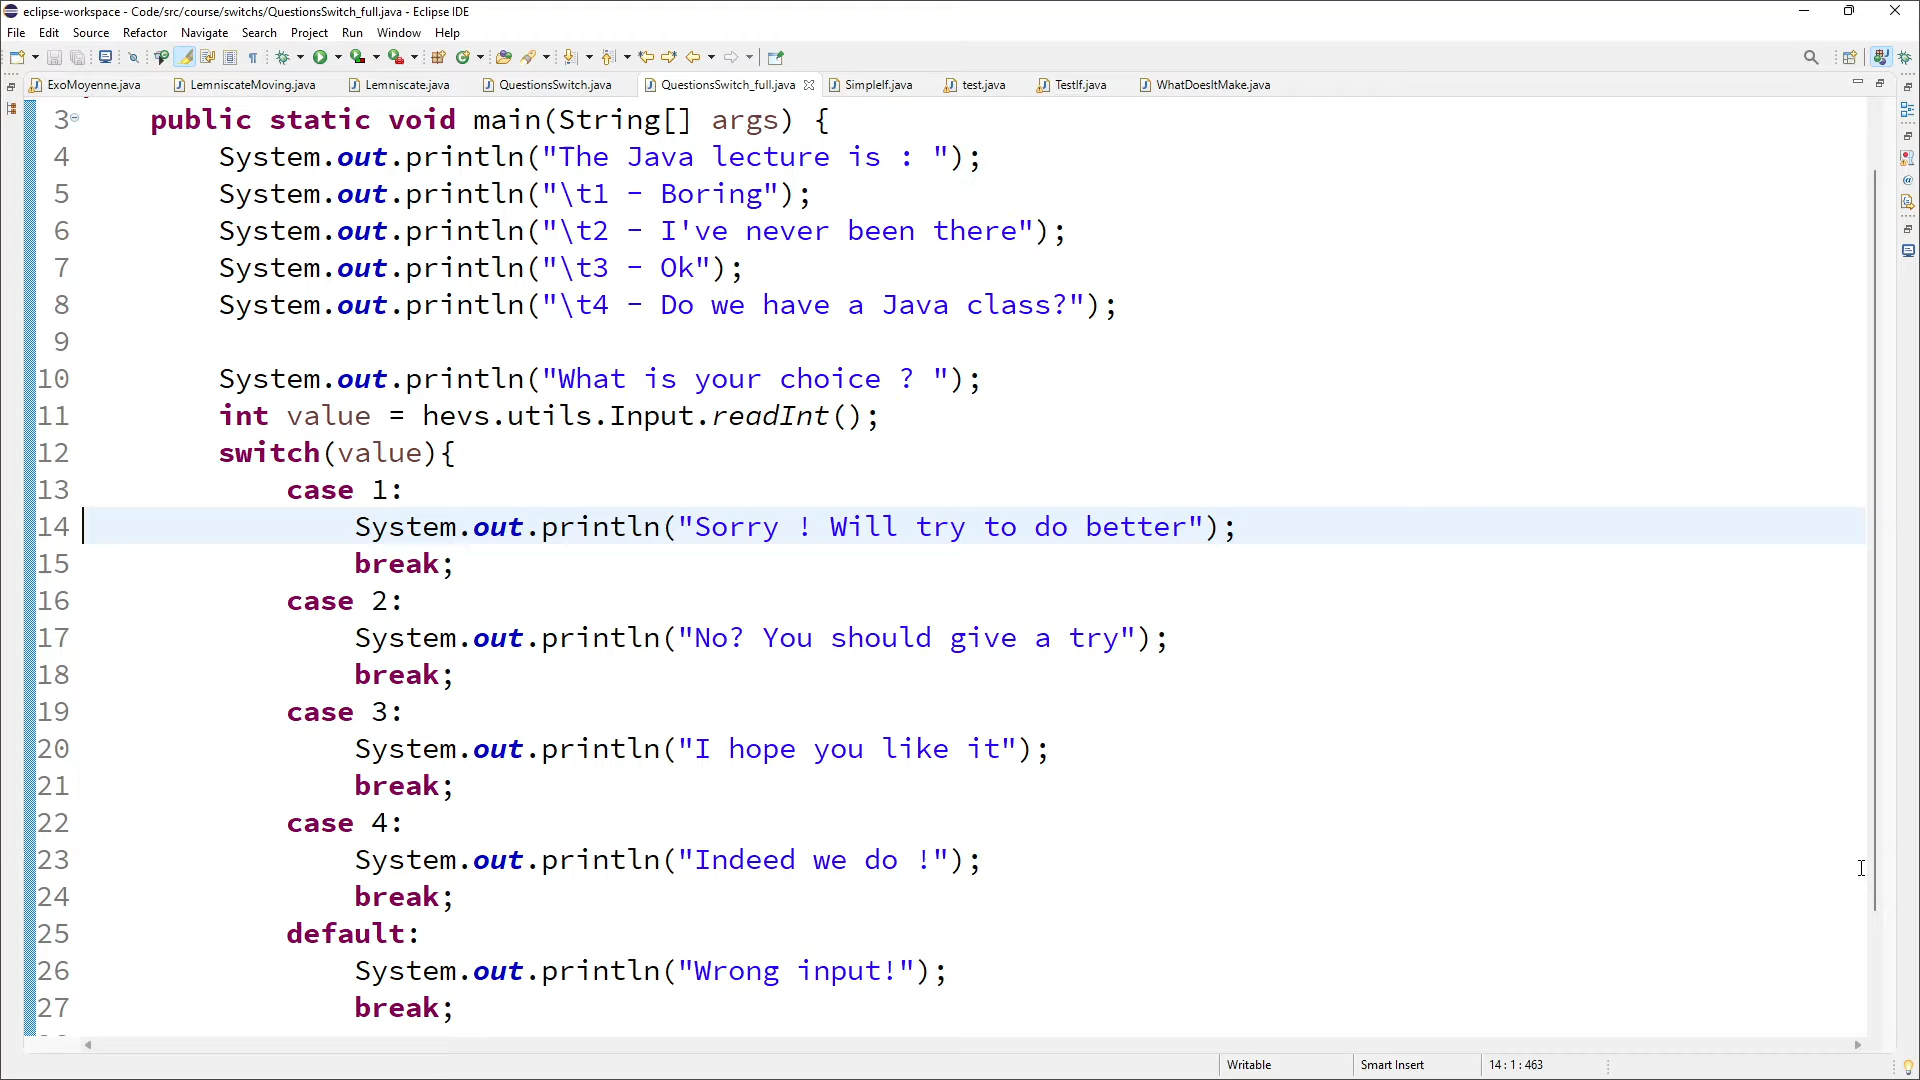 eclipse-workspace - Code/src/course/switchs/QuestionsSwitch_full.java - Eclipse IDE
File Edit Source Refactor Navigate Search Project Run Window Help
ExoMoyenne.java LemniscateMoving.java Lemniscate.java QuestionsSwitch.java QuestionsSwitch_full.java SimpleIf.java test.java TestIf.java WhatDoesItMake.java
3 public static void main(String[] args) {
4 System.out.println("The Java lecture is : ");
5 System.out.println("\t1 - Boring");
6 System.out.println("\t2 - I've never been there");
7 System.out.println("\t3 - Ok");
8 System.out.println("\t4 - Do we have a Java class?");
9
10 System.out.println("What is your choice ? ");
11 int value = hevs.utils.Input.readInt();
12 switch(value){
13 case 1:
14 System.out.println("Sorry ! Will try to do better");
15 break;
16 case 2:
17 System.out.println("No? You should give a try");
18 break;
19 case 3:
20 System.out.println("I hope you like it");
21 break;
22 case 4:
23 System.out.println("Indeed we do !");
24 break;
25 default:
26 System.out.println("Wrong input!");
27 break;
Writable Smart Insert 14 : 1 : 463